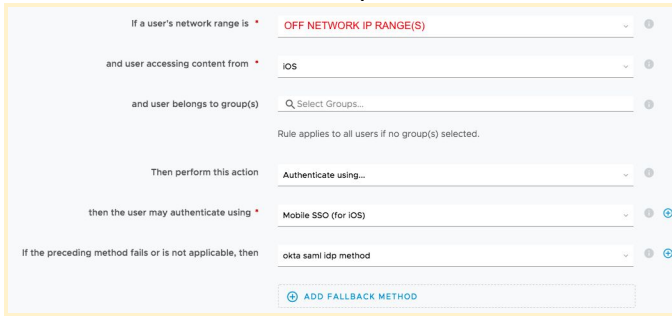 If a user's network range is * OFF NETWORK IP RANGE(S)
and user accessing content from * iOS
and user belongs to group(s) Select Groups...
Rule applies to all users if no group(s) selected.
Then perform this action Authenticate using...
then the user may authenticate using * Mobile SSO (for iOS)
If the preceding method fails or is not applicable, then okta saml idp method
ADD FALLBACK METHOD